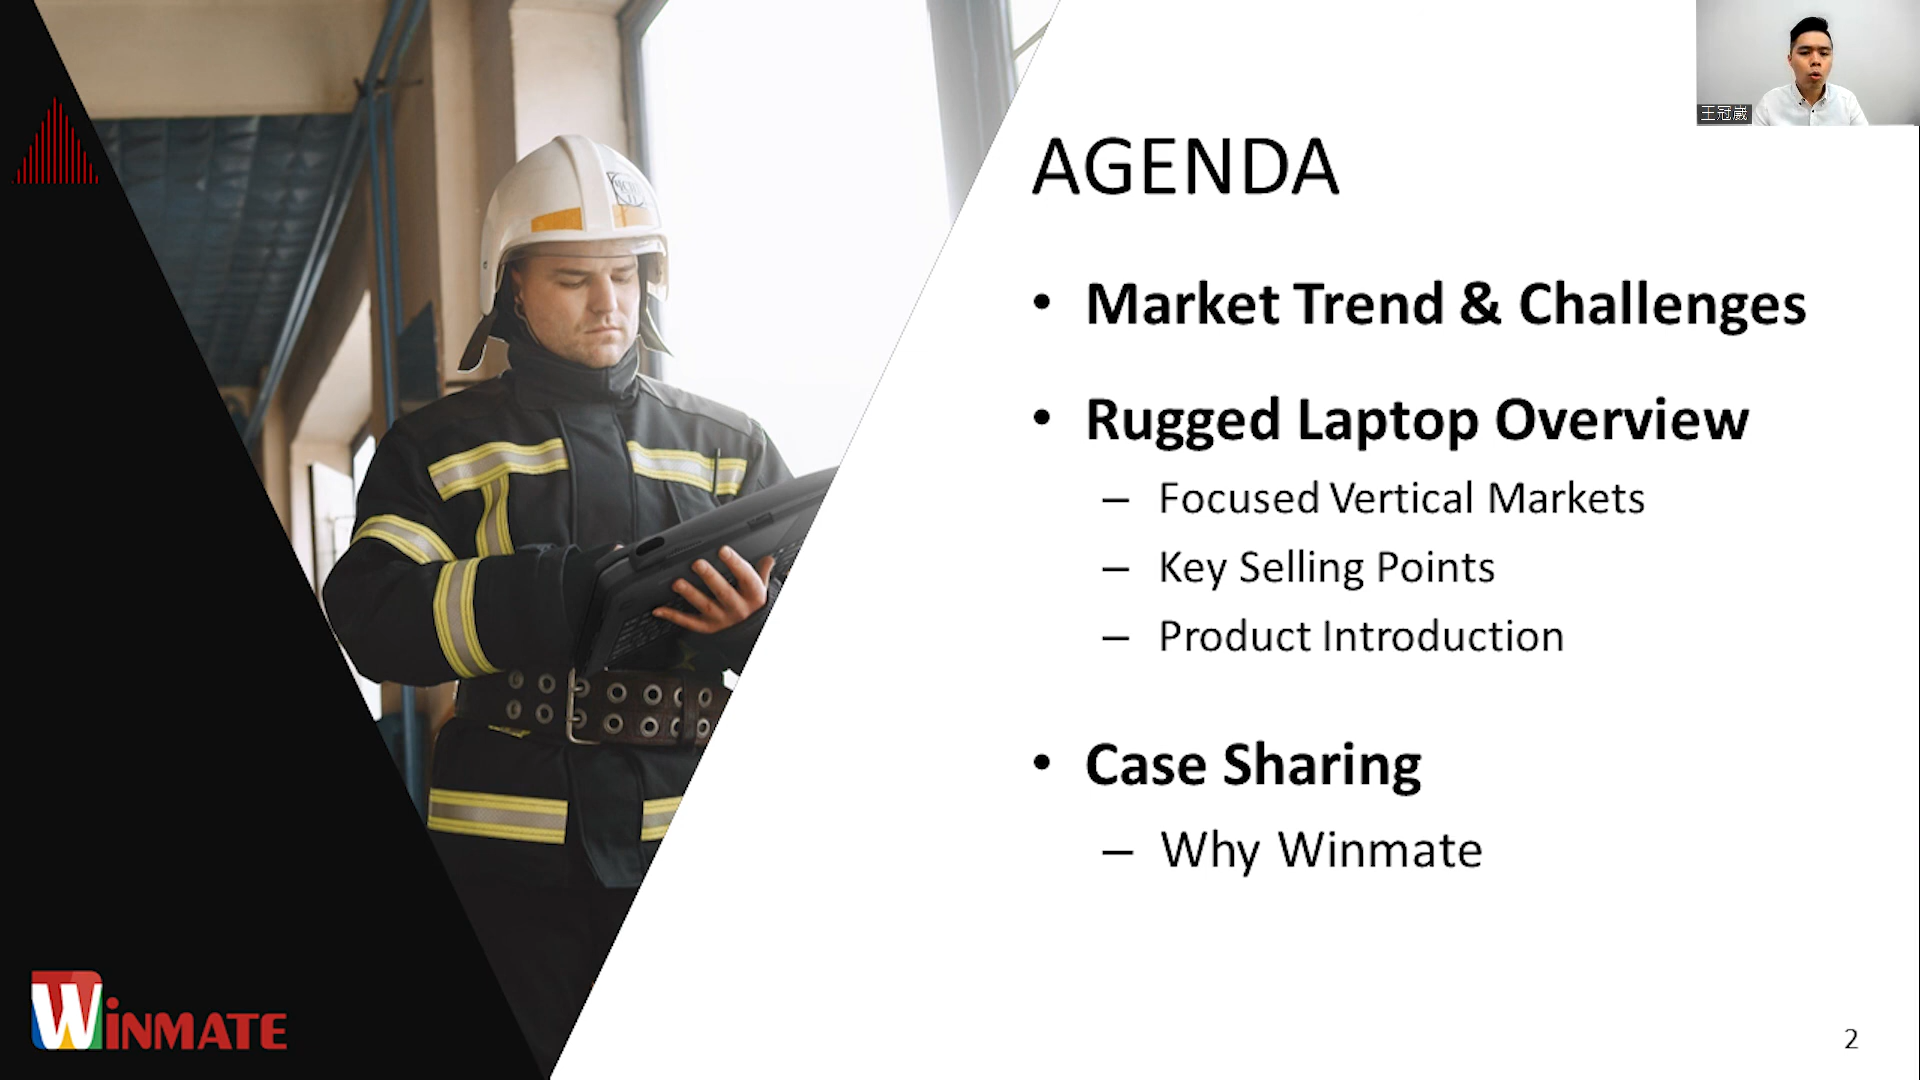 王冠崴
AGENDA
• Market Trend & Challenges
• Rugged Laptop Overview
– Focused Vertical Markets
– Key Selling Points
– Product Introduction
• Case Sharing
– Why Winmate
WINMATE
2